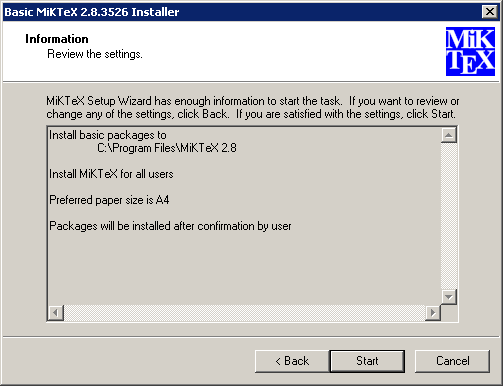 Basic MiKTeX 2.8.3526 Installer
Information
Review the settings.
MiK
TEX
MiKTeX Setup Wizard has enough information to start the task. If you want to review or
change any of the settings, click Back. If you are satisfied with the settings, click Start.
Install basic packages to
C:\Program Files\MiKTeX 2.8
Install MiKTeX for all users
Preferred paper size is A4
Packages will be installed after confirmation by user
< Back
Start
Cancel